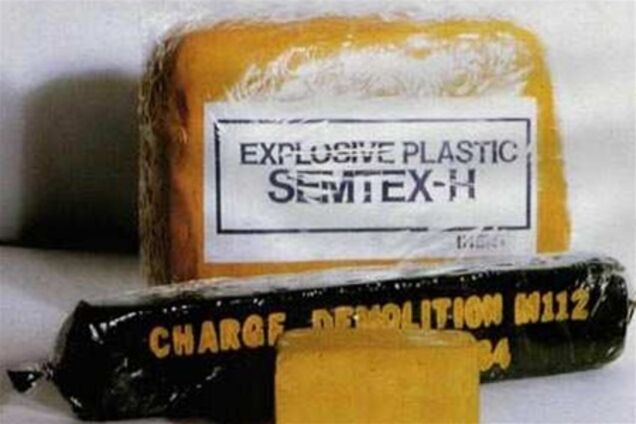 EXPLOSIVE PLASTIC
SEMTEX-H
CHARGE DEMOLITION M112